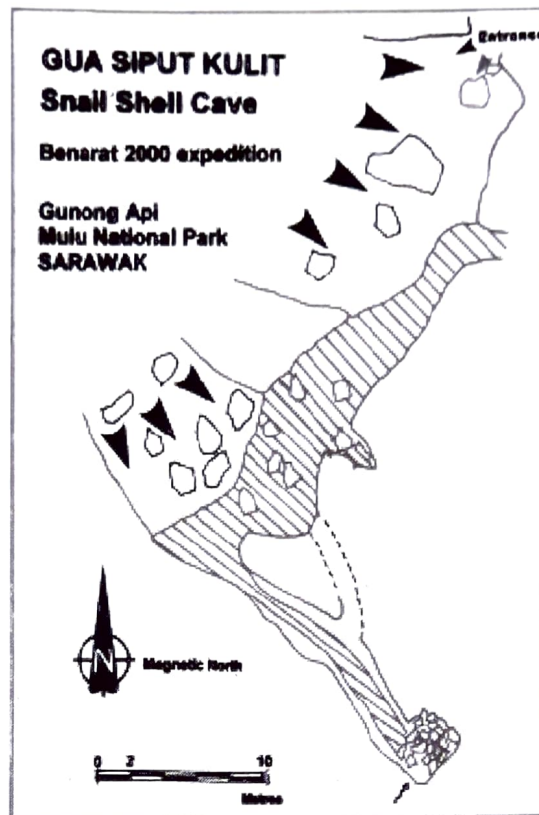 Entrance
GUA SIPUT KULIT
Snail Shell Cave
Benarat 2000 expedition
Gunong Api
Mulu National Park
SARAWAK
N
Magnetic North
0 2 10
Metres